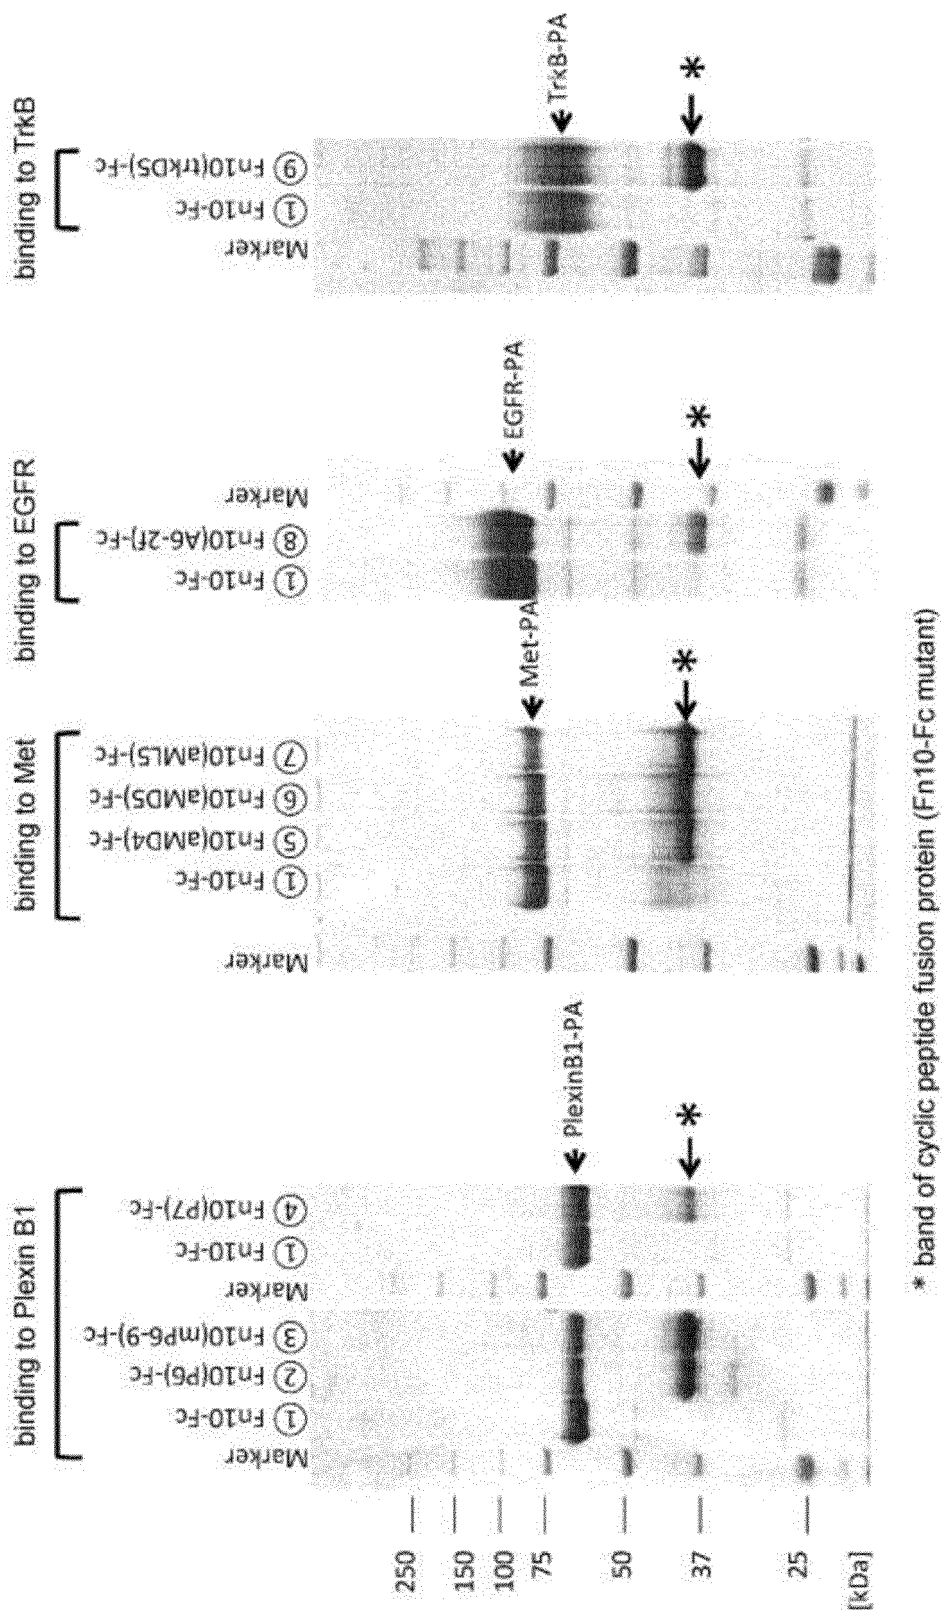 binding to Plexin B1
Marker
① Fn10-Fc
② Fn10(P6)-Fc
③ Fn10(mP6-9)-Fc
Marker
① Fn10-Fc
④ Fn10(P7)-Fc
PlexinB1-PA
*
250
150
100
75
50
37
25
[kDa]
binding to Met
Marker
① Fn10-Fc
⑤ Fn10(aMD4)-Fc
⑥ Fn10(aMD5)-Fc
⑦ Fn10(aML5)-Fc
Met-PA
*
binding to EGFR
① Fn10-Fc
⑧ Fn10(A6-2f)-Fc
Marker
EGFR-PA
*
binding to TrkB
Marker
① Fn10-Fc
⑨ Fn10(trkD5)-Fc
TrkB-PA
*
* band of cyclic peptide fusion protein (Fn10-Fc mutant)